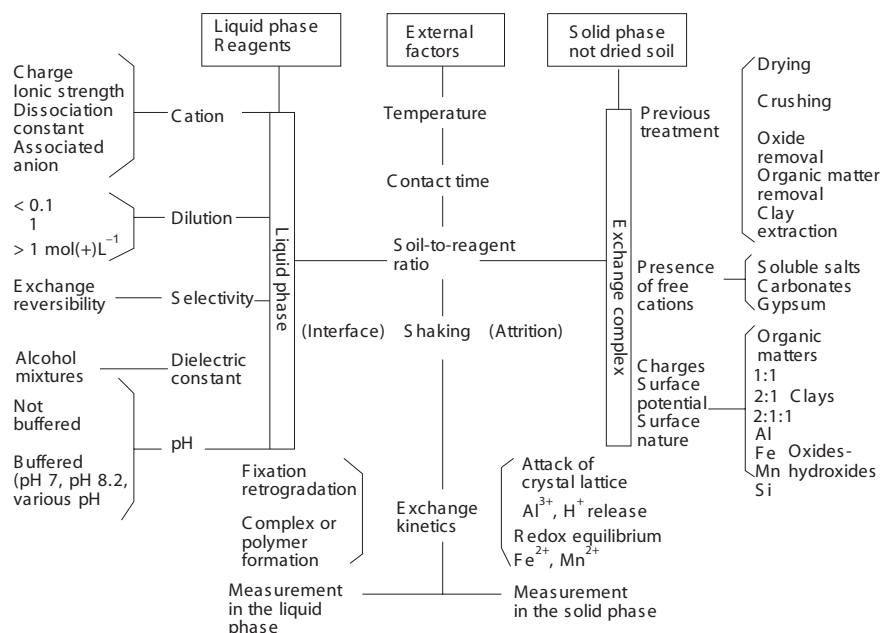 Liquid phase
Reagents
External
factors
Solid phase
not dried soil
Charge
Ionic strength
Dissociation
constant
Associated
anion
Cation
< 0.1
1
> 1 mol(+)L⁻¹
Dilution
Exchange
reversibility
Selectivity
Alcohol
mixtures
Dielectric
constant
Not
buffered
Buffered
(pH 7, pH 8.2,
various pH
pH
Liquid phase
Temperature
Contact time
Soil-to-reagent
ratio
(Interface)
Shaking
(Attrition)
Exchange complex
Previous
treatment
Drying
Crushing
Oxide
removal
Organic matter
removal
Clay
extraction
Presence
of free
cations
Soluble salts
Carbonates
Gypsum
Charges
Surface
potential
Surface
nature
Organic
matters
1:1
2:1 Clays
2:1:1
Al
Fe Oxides-
Mn hydroxides
Si
Fixation
retrogradation
Complex or
polymer
formation
Exchange
kinetics
Attack of
crystal lattice
Al³⁺, H⁺ release
Redox equilibrium
Fe²⁺, Mn²⁺
Measurement
in the liquid
phase
Measurement
in the solid phase